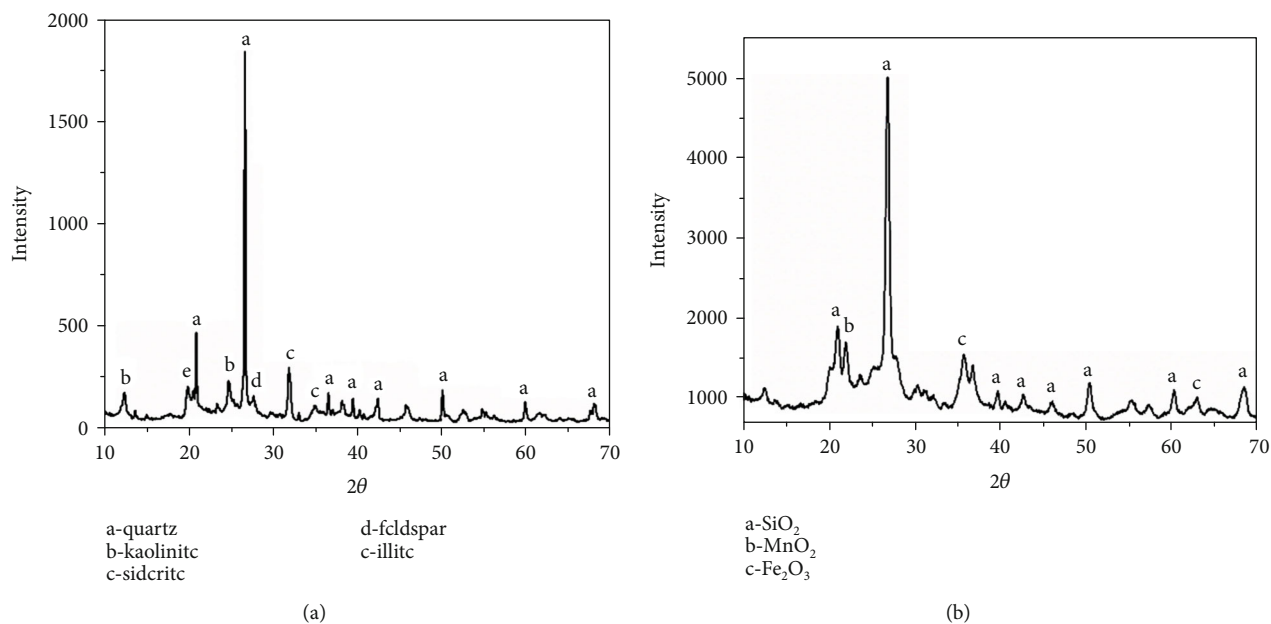 2000
1500
1000
500
0
Intensity
b
e
a
b
a
d
c
c
a
a
a
a
a
a
10
20
30
40
50
60
70
2θ
a-quartz
b-kaolinitc
c-sidcritc
d-fcldspar
c-illitc
(a)
5000
4000
3000
2000
1000
Intensity
a
b
a
c
a
a
a
a
a
c
a
10
20
30
40
50
60
70
2θ
a-SiO₂
b-MnO₂
c-Fe₂O₃
(b)